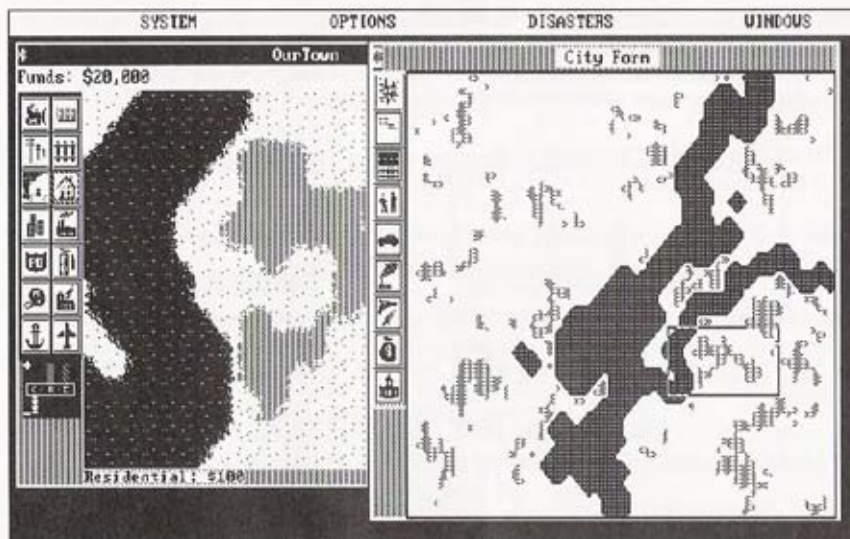 SYSTEM OPTIONS DISASTERS WINDOWS
OurTown
Funds: $20,000
C R I
Residential: $100
City Form